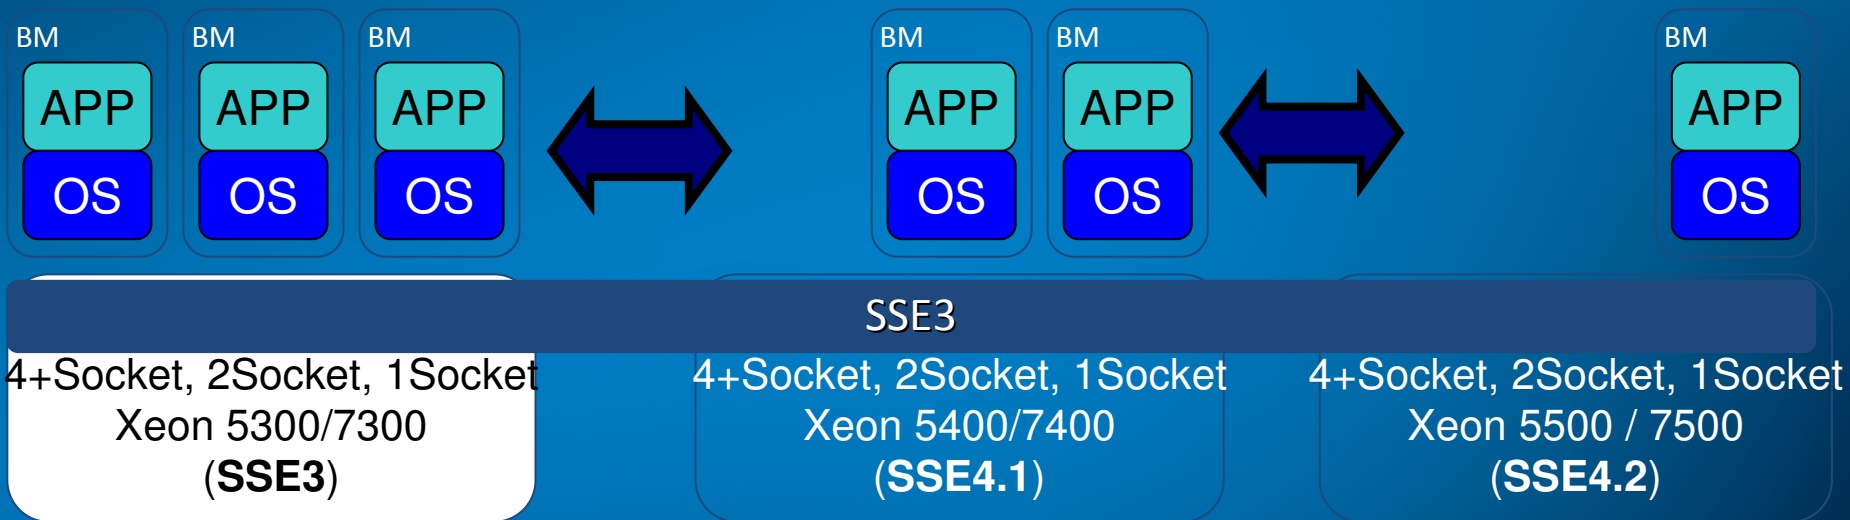 BM
BM
BM
BM
BM
BM
APP
APP
APP
APP
APP
APP
OS
OS
OS
OS
OS
OS
SSE3
4+Socket, 2Socket, 1Socket
Xeon 5300/7300
(SSE3)
4+Socket, 2Socket, 1Socket
Xeon 5400/7400
(SSE4.1)
4+Socket, 2Socket, 1Socket
Xeon 5500 / 7500
(SSE4.2)